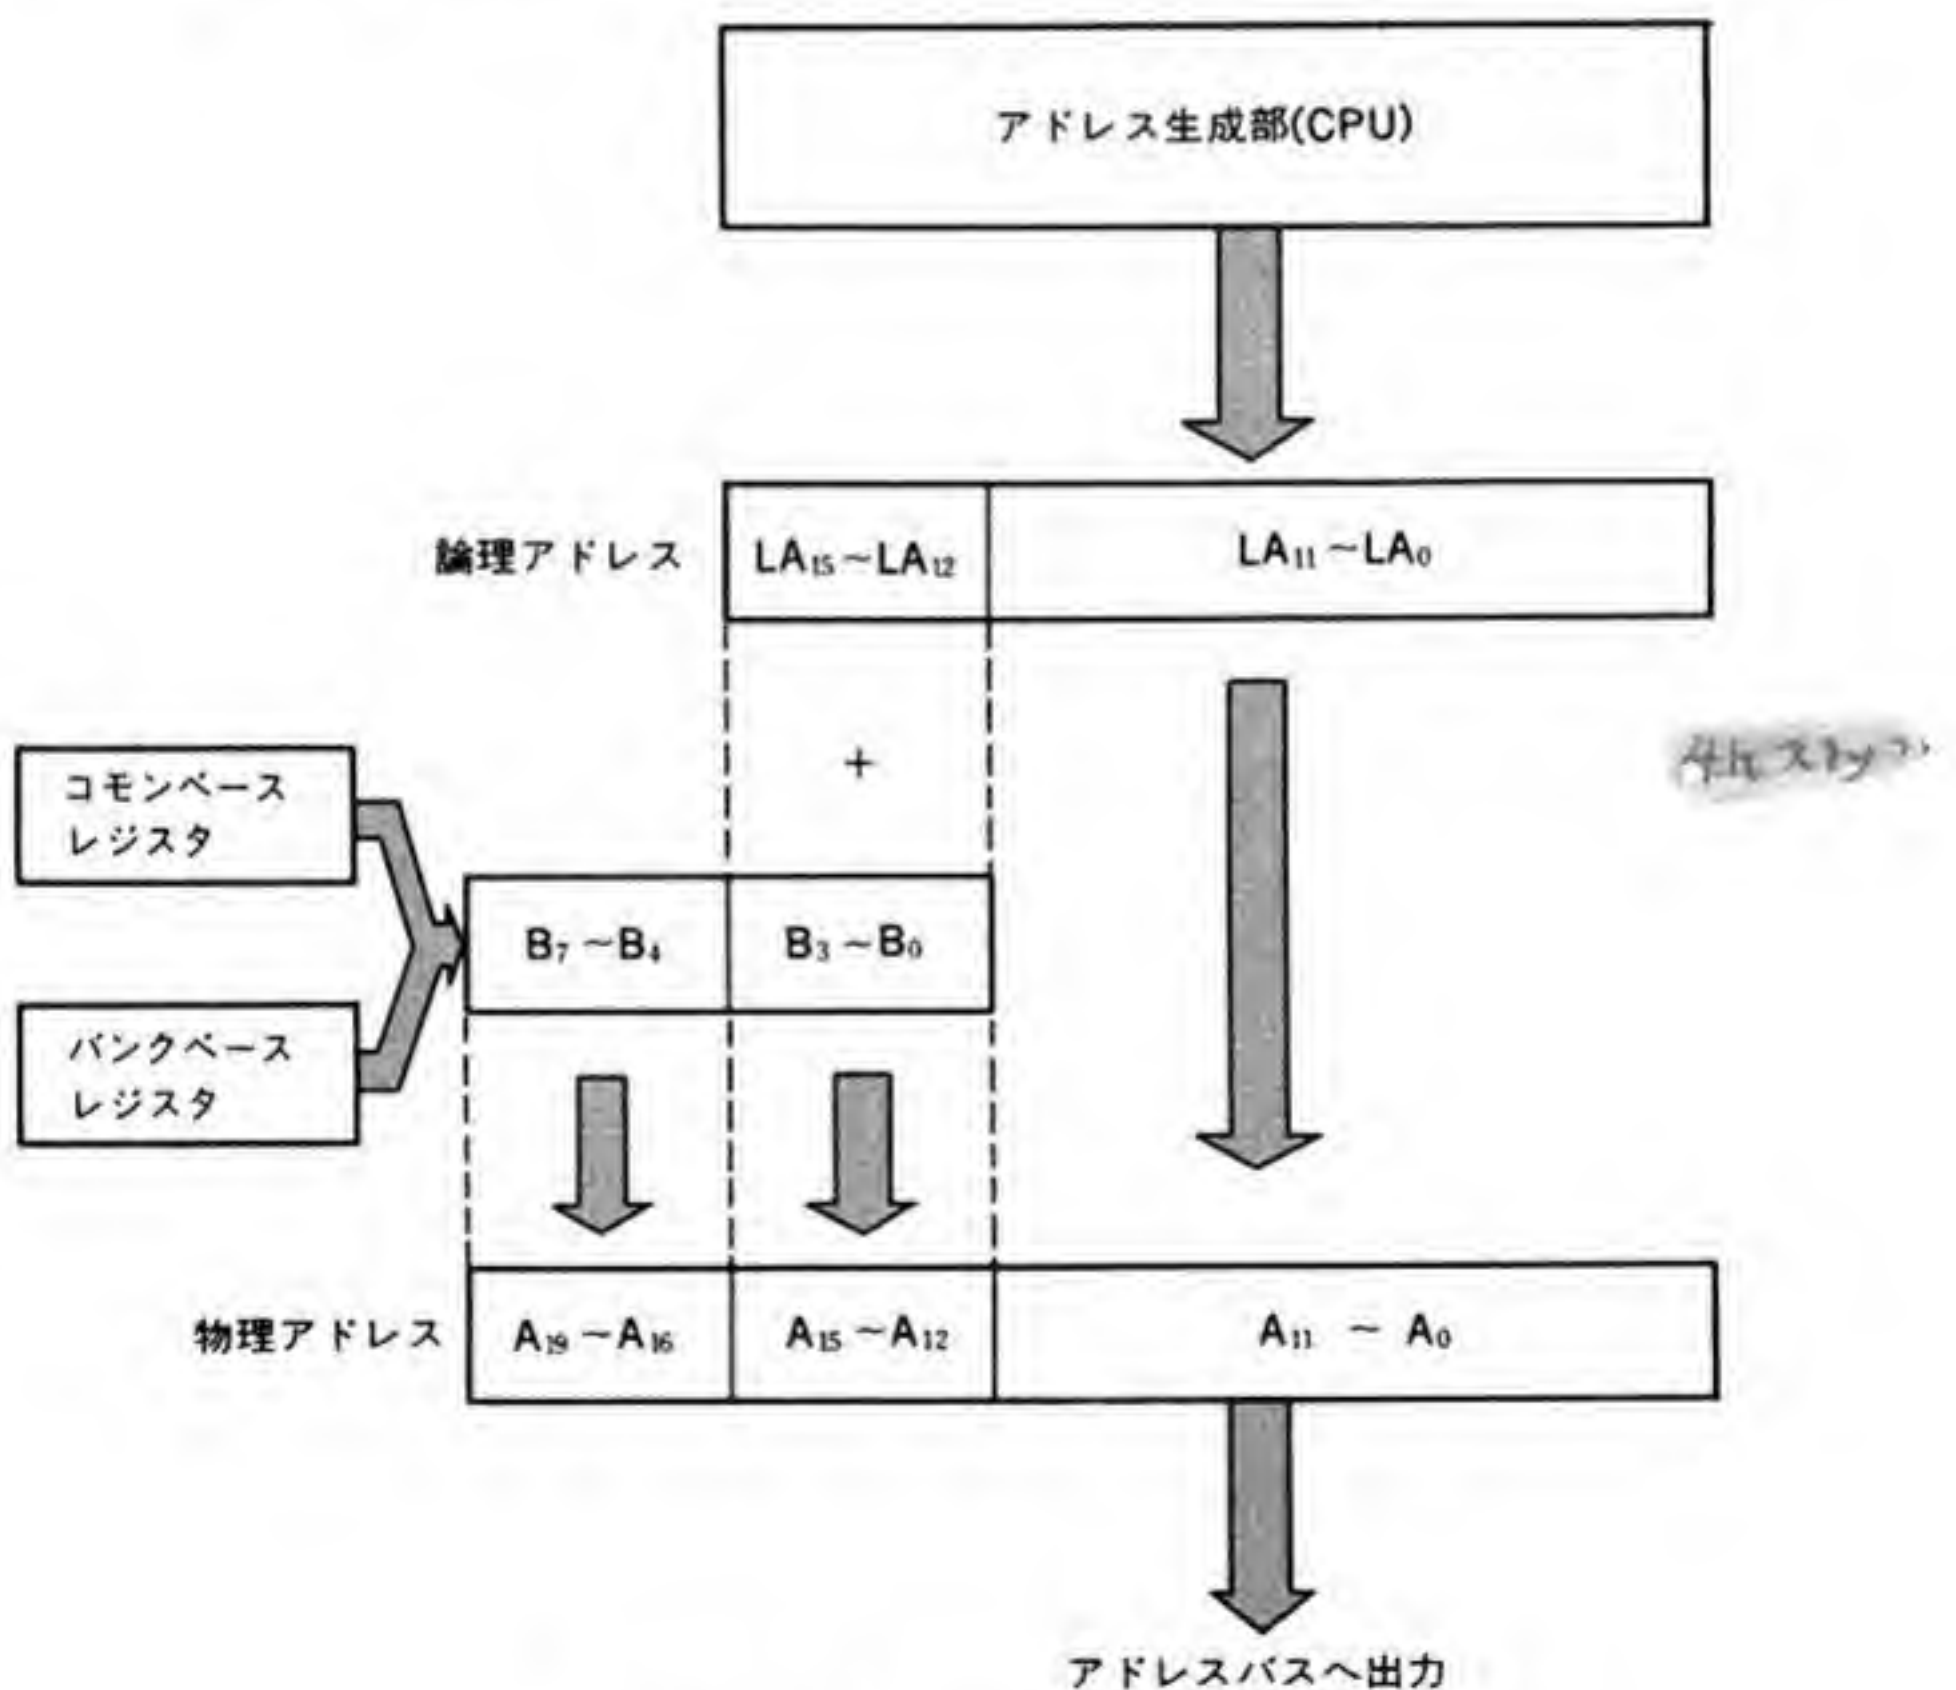 アドレス生成部(CPU)
論理アドレス
LA₁₅~LA₁₂
LA₁₁~LA₀
+
コモンベース
レジスタ
B₇~B₄
B₃~B₀
バンクベース
レジスタ
物理アドレス
A₁₉~A₁₆
A₁₅~A₁₂
A₁₁ ~ A₀
アドレスバスへ出力